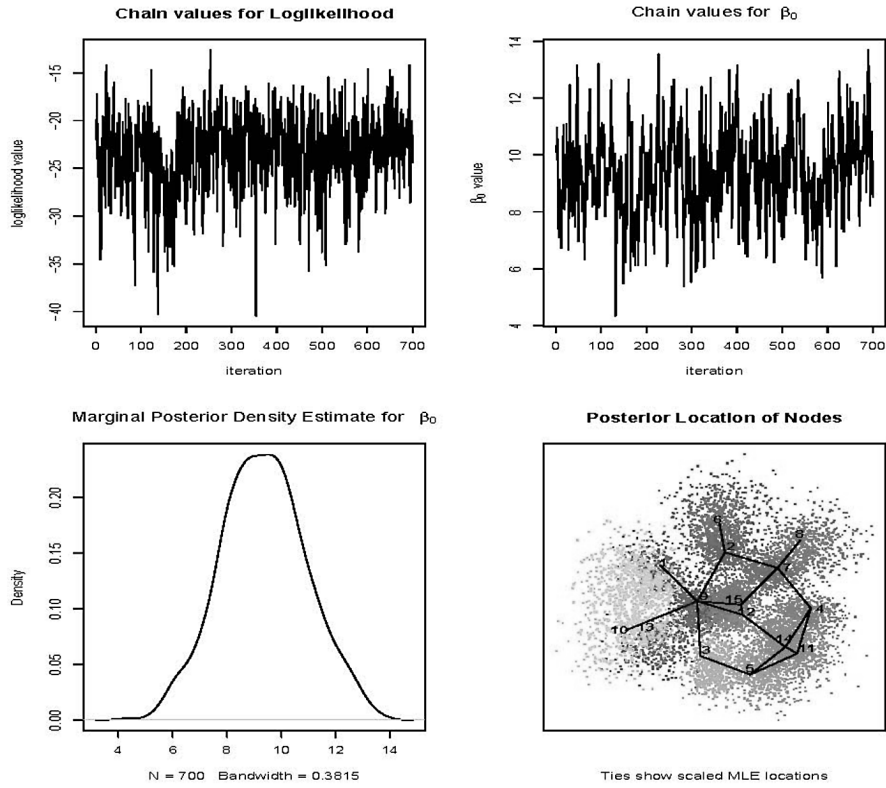 Chain values for Loglikelihood
-15
-20
-25
-30
-35
-40
loglikelihood value
0 100 200 300 400 500 600 700
iteration
Chain values for β0
14
12
10
8
6
4
β0 value
0 100 200 300 400 500 600 700
iteration
Marginal Posterior Density Estimate for β0
0.20
0.15
0.10
0.05
0.00
Density
4 6 8 10 12 14
N = 700 Bandwidth = 0.3815
Posterior Location of Nodes
2
7
1
15
12
4
10
13
3
14
11
5
Ties show scaled MLE locations